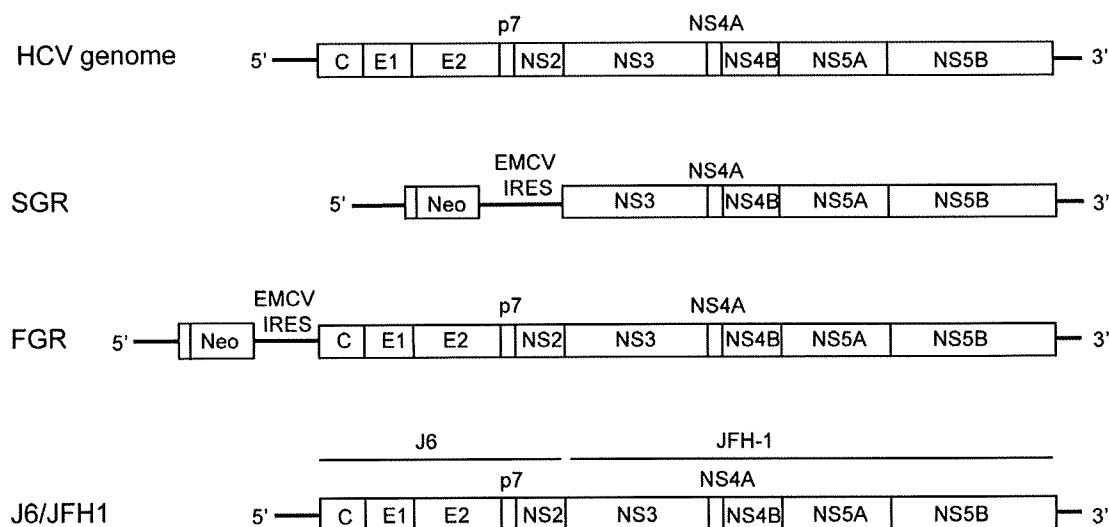 p7 NS4A
HCV genome 5' C E1 E2 NS2 NS3 NS4B NS5A NS5B 3'
EMCV
IRES NS4A
SGR 5' Neo NS3 NS4B NS5A NS5B 3'
EMCV
IRES p7 NS4A
FGR 5' Neo C E1 E2 NS2 NS3 NS4B NS5A NS5B 3'
J6 JFH-1
p7 NS4A
J6/JFH1 5' C E1 E2 NS2 NS3 NS4B NS5A NS5B 3'